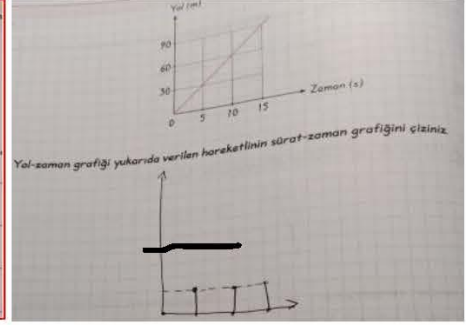 Yol (m)
90
60
30
0 5 10 15 Zaman (s)
Yol-zaman grafiği yukarıda verilen hareketlinin sürat-zaman grafiğini çiziniz